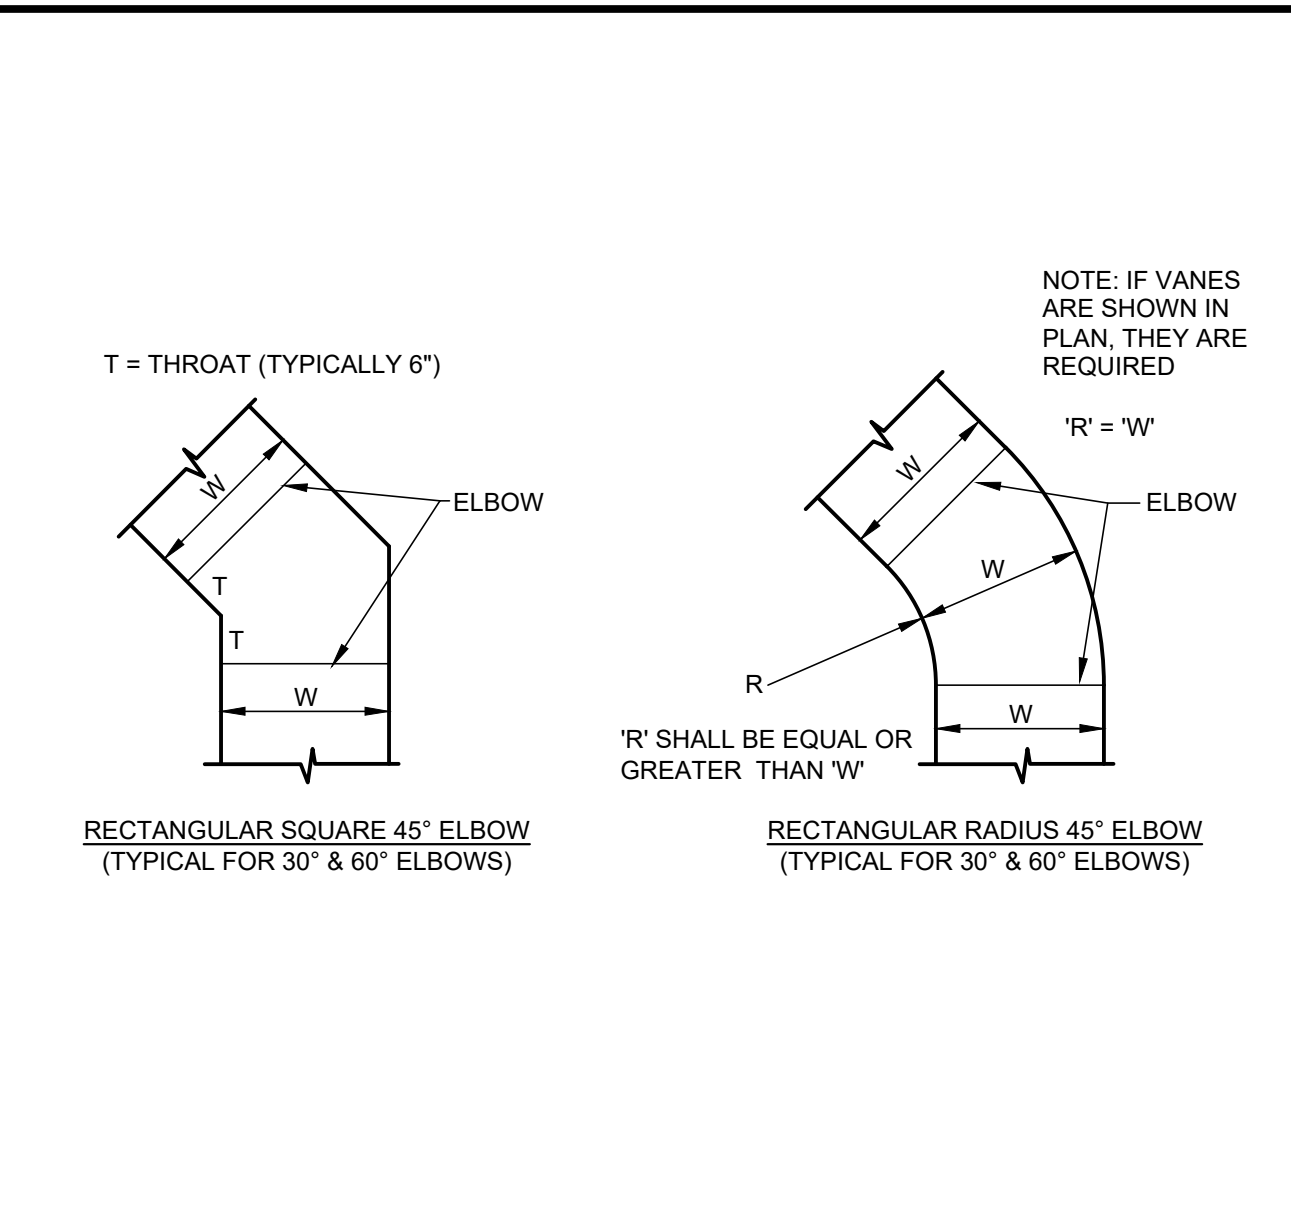 NOTE: IF VANES
ARE SHOWN IN
PLAN, THEY ARE
REQUIRED
'R' = 'W'
T = THROAT (TYPICALLY 6")
W
ELBOW
T
T
W
RECTANGULAR SQUARE 45° ELBOW
(TYPICAL FOR 30° & 60° ELBOWS)
W
ELBOW
W
R
W
'R' SHALL BE EQUAL OR
GREATER  THAN 'W'
RECTANGULAR RADIUS 45° ELBOW
(TYPICAL FOR 30° & 60° ELBOWS)